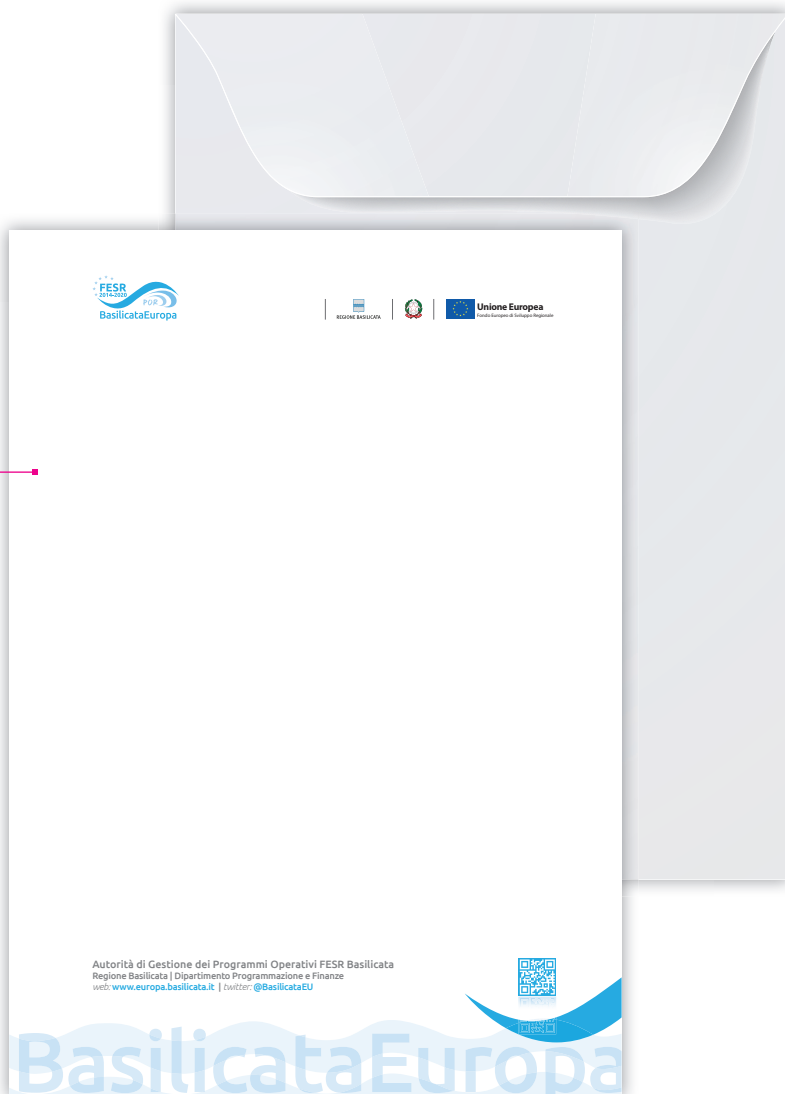 FESR
2014-2020
PUR
BasilicataEuropa
REGIONE BASILICATA
Unione Europea
Fondo Europeo di Sviluppo Regionale
Autorità di Gestione dei Programmi Operativi FESR Basilicata
Regione Basilicata | Dipartimento Programmazione e Finanze
web: www.europa.basilicata.it | twitter: @BasilicataEU
BasilicataEuropa